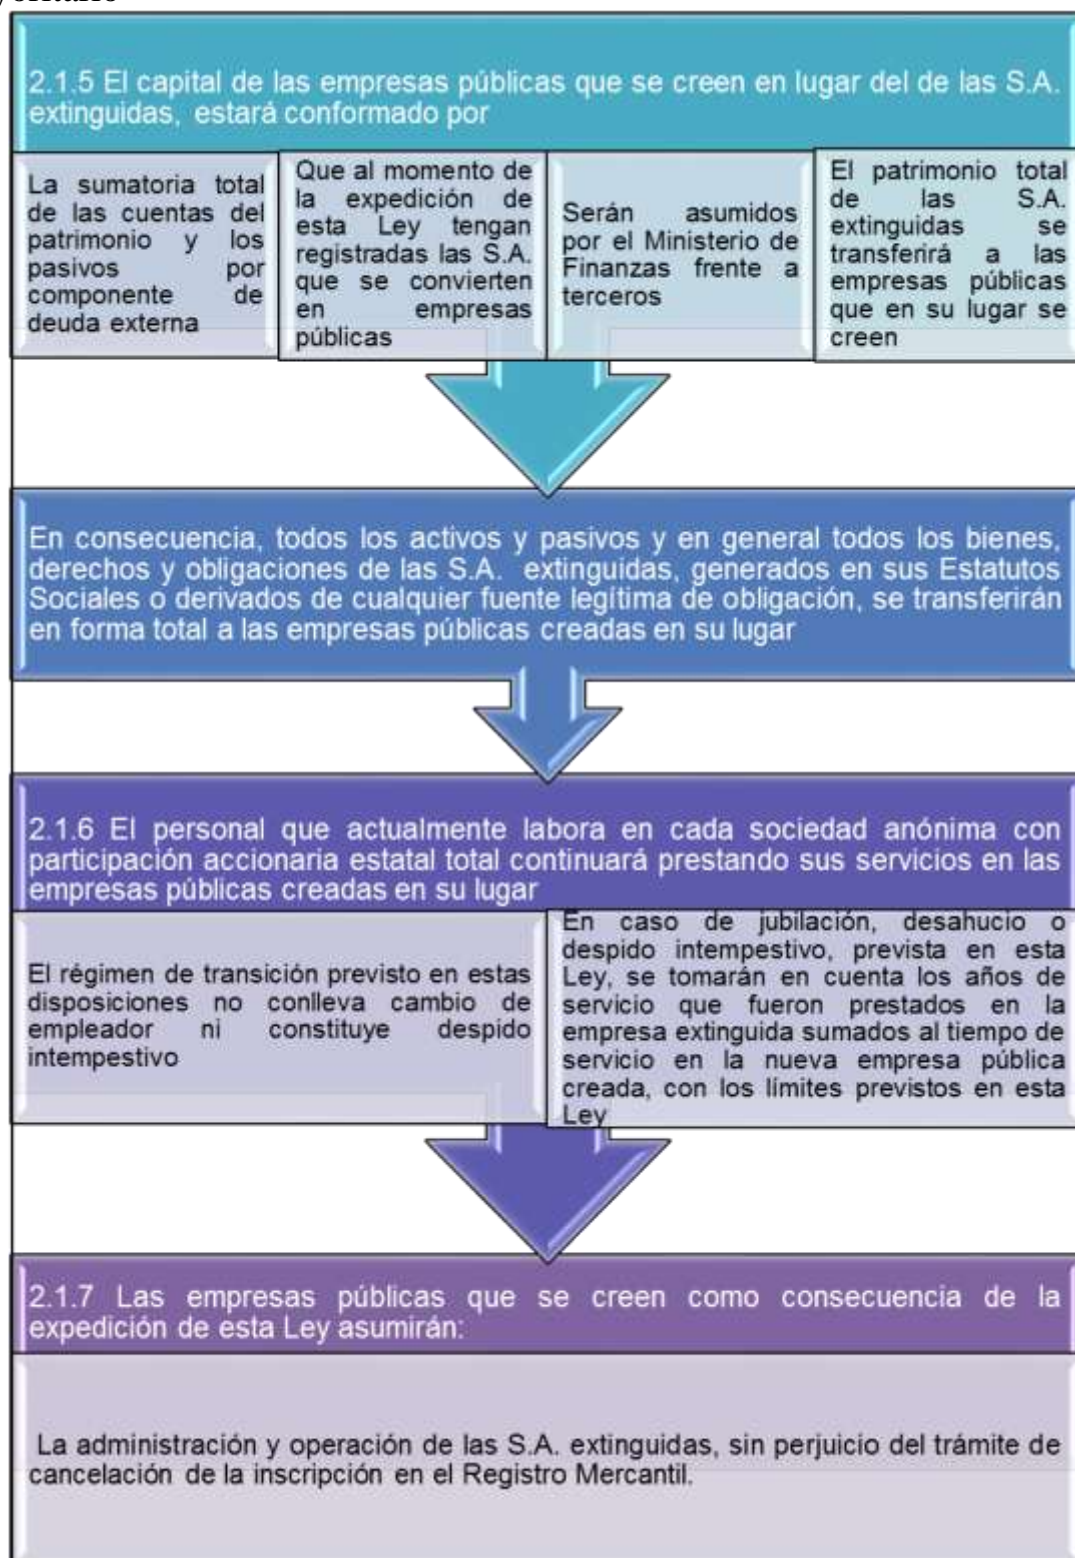 2.1.5 El capital de las empresas públicas que se creen en lugar del de las S.A.
extinguidas, estará conformado por
La sumatoria total
de las cuentas del
patrimonio y los
pasivos por
componente de
deuda externa
Que al momento de
la expedición de
esta Ley tengan
registradas las S.A.
que se convierten
en empresas
públicas
Serán asumidos
por el Ministerio de
Finanzas frente a
terceros
El patrimonio total
de las S.A.
extinguidas se
transferirá a las
empresas públicas
que en su lugar se
creen
En consecuencia, todos los activos y pasivos y en general todos los bienes,
derechos y obligaciones de las S.A. extinguidas, generados en sus Estatutos
Sociales o derivados de cualquier fuente legítima de obligación, se transferirán
en forma total a las empresas públicas creadas en su lugar
2.1.6 El personal que actualmente labora en cada sociedad anónima con
participación accionaria estatal total continuará prestando sus servicios en las
empresas públicas creadas en su lugar
El régimen de transición previsto en estas
disposiciones no conlleva cambio de
empleador ni constituye despido
intempestivo
En caso de jubilación, desahucio o
despido intempestivo, prevista en esta
Ley, se tomarán en cuenta los años de
servicio que fueron prestados en la
empresa extinguida sumados al tiempo de
servicio en la nueva empresa pública
creada, con los límites previstos en esta
Ley
2.1.7 Las empresas públicas que se creen como consecuencia de la
expedición de esta Ley asumirán:
La administración y operación de las S.A. extinguidas, sin perjuicio del trámite de
cancelación de la inscripción en el Registro Mercantil.